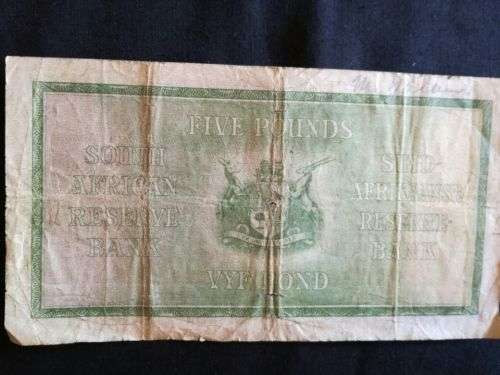 FIVE POUNDS
SOUTH
AFRICAN
RESERVE
BANK
SUID-
AFRIKAANSE
RESERWE-
BANK
VYF POND